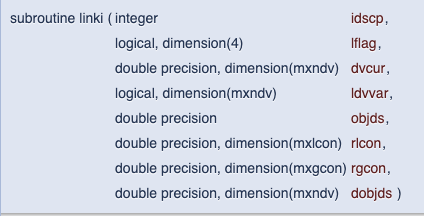 subroutine linki ( integer idscp,
logical, dimension(4) lflag,
double precision, dimension(mxndv) dvcur,
logical, dimension(mxndv) ldvvar,
double precision objds,
double precision, dimension(mxlcon) rlcon,
double precision, dimension(mxgcon) rgcon,
double precision, dimension(mxndv) dobjds )